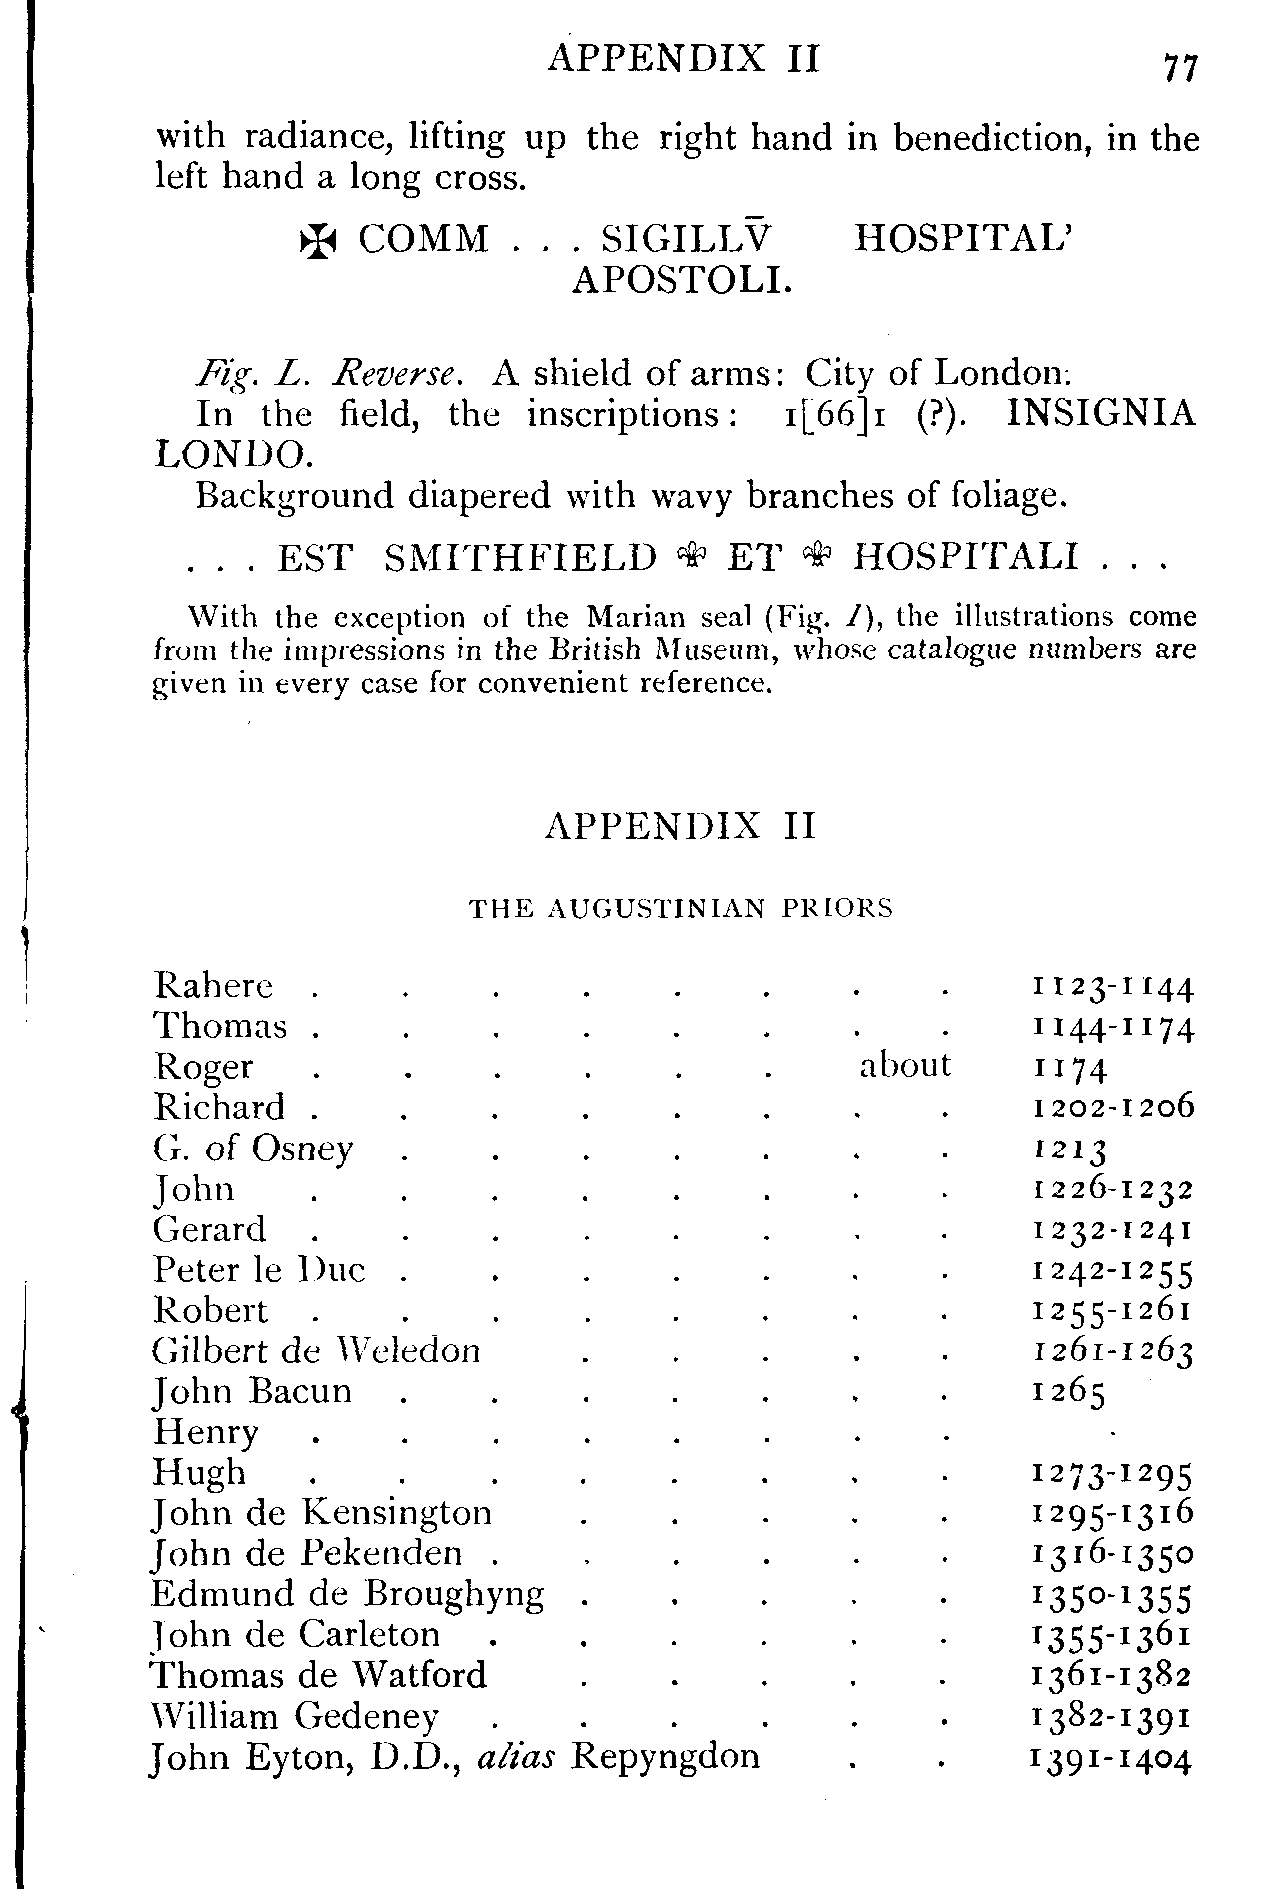 APPENDIX II 77
with radiance, lifting up the right hand in benediction, in the
left hand a long cross.
✠ COMM . . . SIGILLV̄ HOSPITAL’
APOSTOLI.
Fig. L. Reverse. A shield of arms: City of London.
In the field, the inscriptions: 1[66]1 (?). INSIGNIA
LONDO.
Background diapered with wavy branches of foliage.
. . . EST SMITHFIELD ⚜ ET ⚜ HOSPITALI . . .
With the exception of the Marian seal (Fig. I), the illustrations come
from the impressions in the British Museum, whose catalogue numbers are
given in every case for convenient reference.
APPENDIX II
THE AUGUSTINIAN PRIORS
Rahere . . . . . . . . 1123-1144
Thomas . . . . . . . . 1144-1174
Roger . . . . . . about 1174
Richard . . . . . . . . 1202-1206
G. of Osney . . . . . . . 1213
John . . . . . . . . 1226-1232
Gerard . . . . . . . . 1232-1241
Peter le Duc . . . . . . . 1242-1255
Robert . . . . . . . . 1255-1261
Gilbert de Weledon . . . . . 1261-1263
John Bacun . . . . . . . 1265
Henry . . . . . . . . .
Hugh . . . . . . . . 1273-1295
John de Kensington . . . . . 1295-1316
John de Pekenden . . . . . . 1316-1350
Edmund de Broughyng . . . . . 1350-1355
John de Carleton . . . . . . 1355-1361
Thomas de Watford . . . . . 1361-1382
William Gedeney . . . . . . 1382-1391
John Eyton, D.D., alias Repyngdon . . 1391-1404